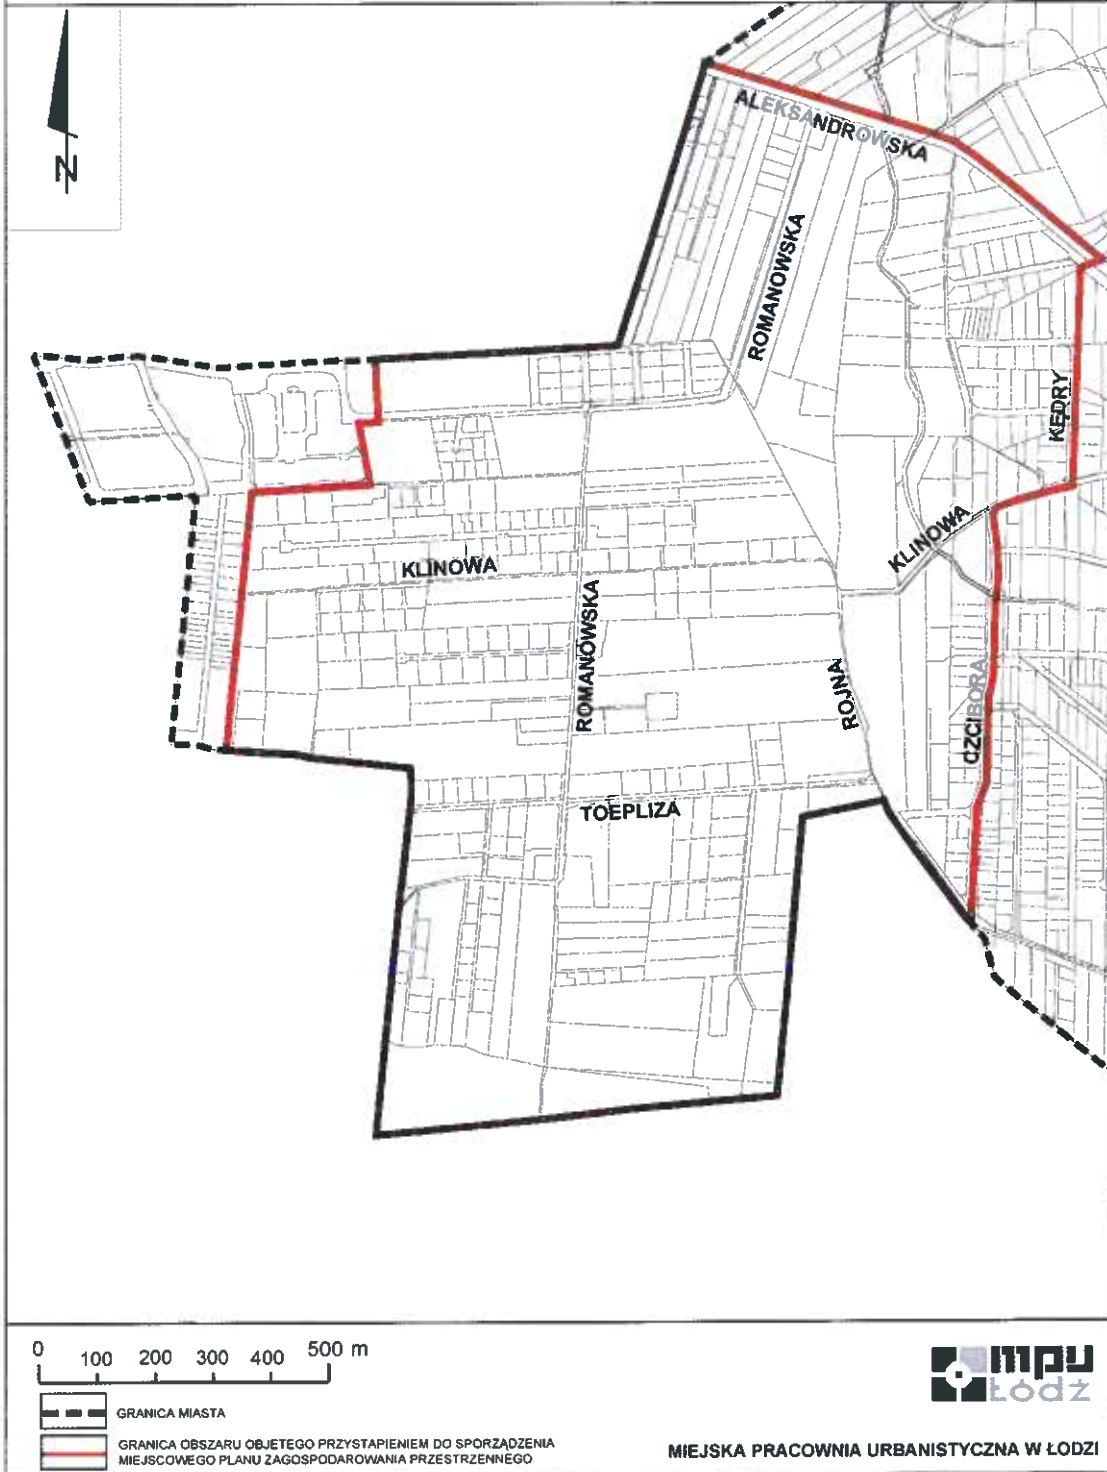 N
ALEKSANDROWSKA
ROMANOWSKA
KĘDRY
KLINOWA
KLINOWA
ROMANOWSKA
ROJNA
CZCIBORA
TOEPLIZA
0 100 200 300 400 500 m
GRANICA MIASTA
GRANICA OBSZARU OBJĘTEGO PRZYSTĄPIENIEM DO SPORZĄDZENIA
MIEJSCOWEGO PLANU ZAGOSPODAROWANIA PRZESTRZENNEGO
mpu
Łódź
MIEJSKA PRACOWNIA URBANISTYCZNA W ŁODZI